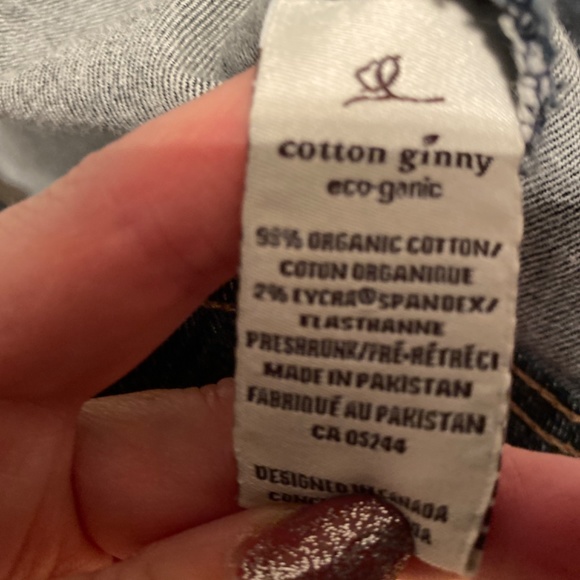 cotton ginny
eco-ganic
98% ORGANIC COTTON/
COTON ORGANIQUE
2% LYCRA® SPANDEX/
ELASTHANNE
PRESHRUNK/PRÉ-RÉTRÉCI
MADE IN PAKISTAN
FABRIQUÉ AU PAKISTAN
CA 05244
DESIGNED IN CANADA